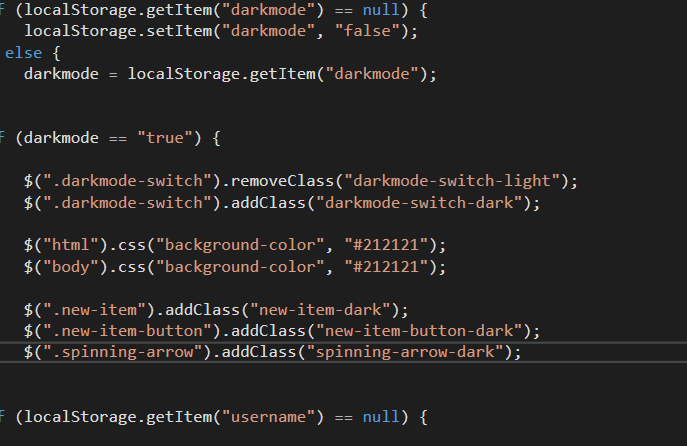 f (localStorage.getItem("darkmode") == null) {
localStorage.setItem("darkmode", "false");
else {
darkmode = localStorage.getItem("darkmode");
f (darkmode == "true") {
$(".darkmode-switch").removeClass("darkmode-switch-light");
$(".darkmode-switch").addClass("darkmode-switch-dark");
$("html").css("background-color", "#212121");
$("body").css("background-color", "#212121");
$(".new-item").addClass("new-item-dark");
$(".new-item-button").addClass("new-item-button-dark");
$(".spinning-arrow").addClass("spinning-arrow-dark");
f (localStorage.getItem("username") == null) {